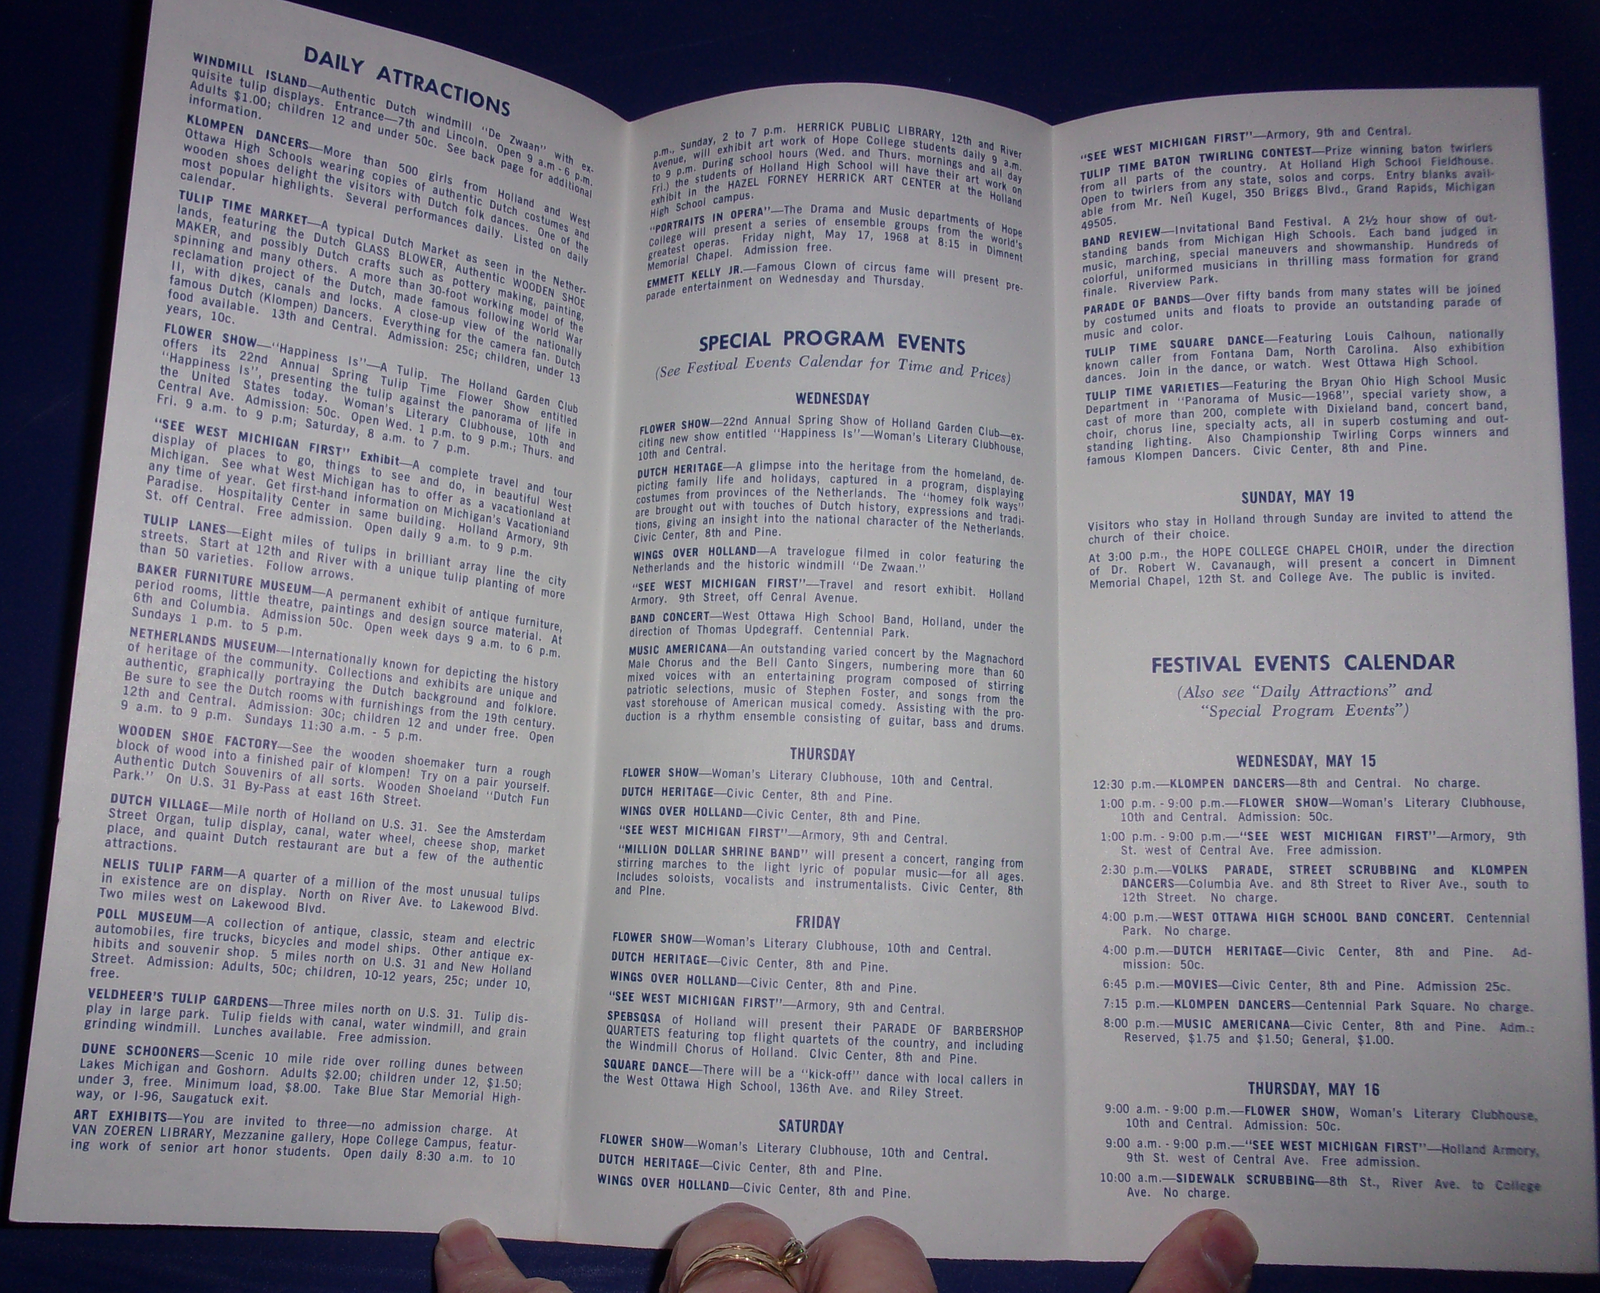 DAILY ATTRACTIONS
WINDMILL ISLAND—Authentic Dutch windmill "De Zwaan" with ex-
quisite tulip displays. Entrance—7th and Lincoln. Open 9 a.m.-6 p.m.
Adults $1.00; children 12 and under 50c. See back page for additional
information.
KLOMPEN DANCERS—More than 500 girls from Holland and West
Ottawa High Schools wearing copies of authentic Dutch costumes and
wooden shoes delight the visitors with Dutch folk dances. One of the
most popular highlights. Several performances daily. Listed on daily
calendar.
TULIP TIME MARKET—A typical Dutch Market as seen in the Nether-
lands, featuring the Dutch GLASS BLOWER, Authentic WOODEN SHOE
MAKER, and possibly Dutch crafts such as pottery making, painting,
spinning and many others. A more than 30-foot working model of the
reclamation project of the Dutch, made famous following World War
II, with dikes, canals and locks. A close-up view of the nationally
famous Dutch (Klompen) Dancers. Everything for the camera fan. Dutch
food available. 13th and Central. Admission: 25c; children, under 13
years, 10c.
FLOWER SHOW—"Happiness Is"—A Tulip. The Holland Garden Club
offers its 22nd Annual Spring Tulip Time Flower Show entitled
"Happiness Is", presenting the tulip against the panorama of life in
the United States today. Woman's Literary Clubhouse, 10th and
Central Ave. Admission: 50c. Open Wed. 1 p.m. to 9 p.m.; Thurs. and
Fri. 9 a.m. to 9 p.m; Saturday, 8 a.m. to 7 p.m.
"SEE WEST MICHIGAN FIRST" Exhibit—A complete travel and tour
display of places to go, things to see and do, in beautiful West
Michigan. See what West Michigan has to offer as a vacationland at
any time of year. Get first-hand information on Michigan's Vacationland
Paradise. Hospitality Center in same building. Holland Armory, 9th
St. off Central. Free admission. Open daily 9 a.m. to 9 p.m.
TULIP LANES—Eight miles of tulips in brilliant array line the city
streets. Start at 12th and River with a unique tulip planting of more
than 50 varieties. Follow arrows.
BAKER FURNITURE MUSEUM—A permanent exhibit of antique furniture,
period rooms, little theatre, paintings and design source material. At
6th and Columbia. Admission 50c. Open week days 9 a.m. to 6 p.m.
Sundays 1 p.m. to 5 p.m.
NETHERLANDS MUSEUM—Internationally known for depicting the history
of heritage of the community. Collections and exhibits are unique and
authentic, graphically portraying the Dutch background and folklore.
Be sure to see the Dutch rooms with furnishings from the 19th century.
12th and Central. Admission: 30c; children 12 and under free. Open
9 a.m. to 9 p.m. Sundays 11:30 a.m. - 5 p.m.
WOODEN SHOE FACTORY—See the wooden shoemaker turn a rough
block of wood into a finished pair of klompen! Try on a pair yourself.
Authentic Dutch Souvenirs of all sorts. Wooden Shoeland "Dutch Fun
Park." On U.S. 31 By-Pass at east 16th Street.
DUTCH VILLAGE—Mile north of Holland on U.S. 31. See the Amsterdam
Street Organ, tulip display, canal, water wheel, cheese shop, market
place, and quaint Dutch restaurant are but a few of the authentic
attractions.
NELIS TULIP FARM—A quarter of a million of the most unusual tulips
in existence are on display. North on River Ave. to Lakewood Blvd.
Two miles west on Lakewood Blvd.
POLL MUSEUM—A collection of antique, classic, steam and electric
automobiles, fire trucks, bicycles and model ships. Other antique ex-
hibits and souvenir shop. 5 miles north on U.S. 31 and New Holland
Street. Admission: Adults, 50c; children, 10-12 years, 25c; under 10,
free.
VELDHEER'S TULIP GARDENS—Three miles north on U.S. 31. Tulip dis-
play in large park. Tulip fields with canal, water windmill, and grain
grinding windmill. Lunches available. Free admission.
DUNE SCHOONERS—Scenic 10 mile ride over rolling dunes between
Lakes Michigan and Goshorn. Adults $2.00; children under 12, $1.50;
under 3, free. Minimum load, $8.00. Take Blue Star Memorial High-
way, or I-96, Saugatuck exit.
ART EXHIBITS—You are invited to three—no admission charge. At
VAN ZOEREN LIBRARY, Mezzanine gallery, Hope College Campus, featur-
ing work of senior art honor students. Open daily 8:30 a.m. to 10
p.m., Sunday, 2 to 7 p.m. HERRICK PUBLIC LIBRARY, 12th and River
Avenue, will exhibit art work of Hope College students daily 9 a.m.
to 9 p.m. During school hours (Wed. and Thurs. mornings and all day
Fri.) the students of Holland High School will have their art work on
exhibit in the HAZEL FORNEY HERRICK ART CENTER at the Holland
High School campus.
"PORTRAITS IN OPERA"—The Drama and Music departments of Hope
College will present a series of ensemble groups from the world's
greatest operas. Friday night, May 17, 1968 at 8:15 in Dimnent
Memorial Chapel. Admission free.
EMMETT KELLY JR.—Famous Clown of circus fame will present pre-
parade entertainment on Wednesday and Thursday.
SPECIAL PROGRAM EVENTS
(See Festival Events Calendar for Time and Prices)
WEDNESDAY
FLOWER SHOW—22nd Annual Spring Show of Holland Garden Club—ex-
citing new show entitled "Happiness Is"—Woman's Literary Clubhouse,
10th and Central.
DUTCH HERITAGE—A glimpse into the heritage from the homeland, de-
picting family life and holidays, captured in a program, displaying
costumes from provinces of the Netherlands. The "homey folk ways"
are brought out with touches of Dutch history, expressions and tradi-
tions, giving an insight into the national character of the Netherlands.
Civic Center, 8th and Pine.
WINGS OVER HOLLAND—A travelogue filmed in color featuring the
Netherlands and the historic windmill "De Zwaan."
"SEE WEST MICHIGAN FIRST"—Travel and resort exhibit. Holland
Armory. 9th Street, off Cenral Avenue.
BAND CONCERT—West Ottawa High School Band, Holland, under the
direction of Thomas Updegraff. Centennial Park.
MUSIC AMERICANA—An outstanding varied concert by the Magnachord
Male Chorus and the Bell Canto Singers, numbering more than 60
mixed voices with an entertaining program composed of stirring
patriotic selections, music of Stephen Foster, and songs from the
vast storehouse of American musical comedy. Assisting with the pro-
duction is a rhythm ensemble consisting of guitar, bass and drums.
THURSDAY
FLOWER SHOW—Woman's Literary Clubhouse, 10th and Central.
DUTCH HERITAGE—Civic Center, 8th and Pine.
WINGS OVER HOLLAND—Civic Center, 8th and Pine.
"SEE WEST MICHIGAN FIRST"—Armory, 9th and Central.
"MILLION DOLLAR SHRINE BAND" will present a concert, ranging from
stirring marches to the light lyric of popular music—for all ages.
Includes soloists, vocalists and instrumentalists. Civic Center, 8th
and Pine.
FRIDAY
FLOWER SHOW—Woman's Literary Clubhouse, 10th and Central.
DUTCH HERITAGE—Civic Center, 8th and Pine.
WINGS OVER HOLLAND—Civic Center, 8th and Pine.
"SEE WEST MICHIGAN FIRST"—Armory, 9th and Central.
SPEBSQSA of Holland will present their PARADE OF BARBERSHOP
QUARTETS featuring top flight quartets of the country, and including
the Windmill Chorus of Holland. Civic Center, 8th and Pine.
SQUARE DANCE—There will be a "kick-off" dance with local callers in
the West Ottawa High School, 136th Ave. and Riley Street.
SATURDAY
FLOWER SHOW—Woman's Literary Clubhouse, 10th and Central.
DUTCH HERITAGE—Civic Center, 8th and Pine.
WINGS OVER HOLLAND—Civic Center, 8th and Pine.
"SEE WEST MICHIGAN FIRST"—Armory, 9th and Central.
TULIP TIME BATON TWIRLING CONTEST—Prize winning baton twirlers
from all parts of the country. At Holland High School Fieldhouse.
Open to twirlers from any state, solos and corps. Entry blanks avail-
able from Mr. Neil Kugel, 350 Briggs Blvd., Grand Rapids, Michigan
49505.
BAND REVIEW—Invitational Band Festival. A 2½ hour show of out-
standing bands from Michigan High Schools. Each band judged in
music, marching, special maneuvers and showmanship. Hundreds of
colorful, uniformed musicians in thrilling mass formation for grand
finale. Riverview Park.
PARADE OF BANDS—Over fifty bands from many states will be joined
by costumed units and floats to provide an outstanding parade of
music and color.
TULIP TIME SQUARE DANCE—Featuring Louis Calhoun, nationally
known caller from Fontana Dam, North Carolina. Also exhibition
dances. Join in the dance, or watch. West Ottawa High School.
TULIP TIME VARIETIES—Featuring the Bryan Ohio High School Music
Department in "Panorama of Music—1968", special variety show, a
cast of more than 200, complete with Dixieland band, concert band,
choir, chorus line, specialty acts, all in superb costuming and out-
standing lighting. Also Championship Twirling Corps winners and
famous Klompen Dancers. Civic Center, 8th and Pine.
SUNDAY, MAY 19
Visitors who stay in Holland through Sunday are invited to attend the
church of their choice.
At 3:00 p.m., the HOPE COLLEGE CHAPEL CHOIR, under the direction
of Dr. Robert W. Cavanaugh, will present a concert in Dimnent
Memorial Chapel, 12th St. and College Ave. The public is invited.
FESTIVAL EVENTS CALENDAR
(Also see "Daily Attractions" and
"Special Program Events")
WEDNESDAY, MAY 15
12:30 p.m.—KLOMPEN DANCERS—8th and Central. No charge.
1:00 p.m. - 9:00 p.m.—FLOWER SHOW—Woman's Literary Clubhouse,
10th and Central. Admission: 50c.
1:00 p.m. - 9:00 p.m.—"SEE WEST MICHIGAN FIRST"—Armory, 9th
St. west of Central Ave. Free admission.
2:30 p.m.—VOLKS PARADE, STREET SCRUBBING and KLOMPEN
DANCERS—Columbia Ave. and 8th Street to River Ave., south to
12th Street. No charge.
4:00 p.m.—WEST OTTAWA HIGH SCHOOL BAND CONCERT. Centennial
Park. No charge.
4:00 p.m.—DUTCH HERITAGE—Civic Center, 8th and Pine. Ad-
mission: 50c.
6:45 p.m.—MOVIES—Civic Center, 8th and Pine. Admission 25c.
7:15 p.m.—KLOMPEN DANCERS—Centennial Park Square. No charge.
8:00 p.m.—MUSIC AMERICANA—Civic Center, 8th and Pine. Adm.:
Reserved, $1.75 and $1.50; General, $1.00.
THURSDAY, MAY 16
9:00 a.m. - 9:00 p.m.—FLOWER SHOW, Woman's Literary Clubhouse,
10th and Central. Admission: 50c.
9:00 a.m. - 9:00 p.m.—"SEE WEST MICHIGAN FIRST"—Holland Armory,
9th St. west of Central Ave. Free admission.
10:00 a.m.—SIDEWALK SCRUBBING—8th St., River Ave. to College
Ave. No charge.